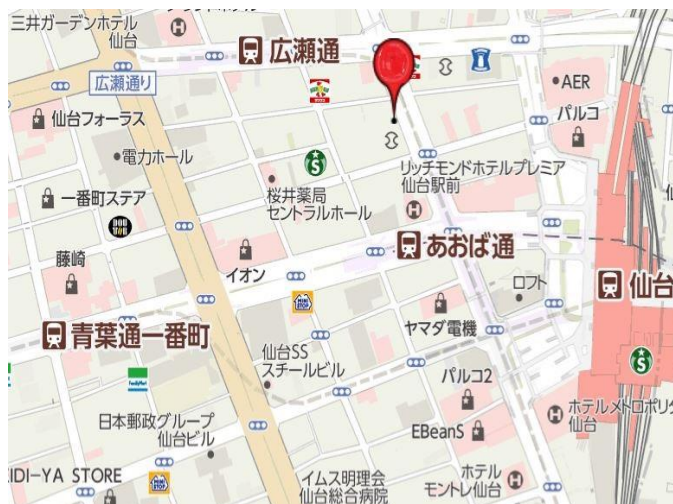 三井ガーデンホテル
仙台
広瀬通
広瀬通り
AER
パルコ
仙台フォーラス
電力ホール
リッチモンドホテルプレミア
仙台駅前
桜井薬局
セントラルホール
一番町ステア
DOU
TOR
あおば通
藤崎
イオン
ロフト
仙台
MINI
STOP
ヤマダ電機
青葉通一番町
仙台SS
スチールビル
パルコ2
FamilyMart
ホテルメトロポリタ
仙台
日本郵政グループ
仙台ビル
EBeanS
IDI-YA STORE
MINI
STOP
イムス明理会
仙台総合病院
ホテル
モントレ仙台